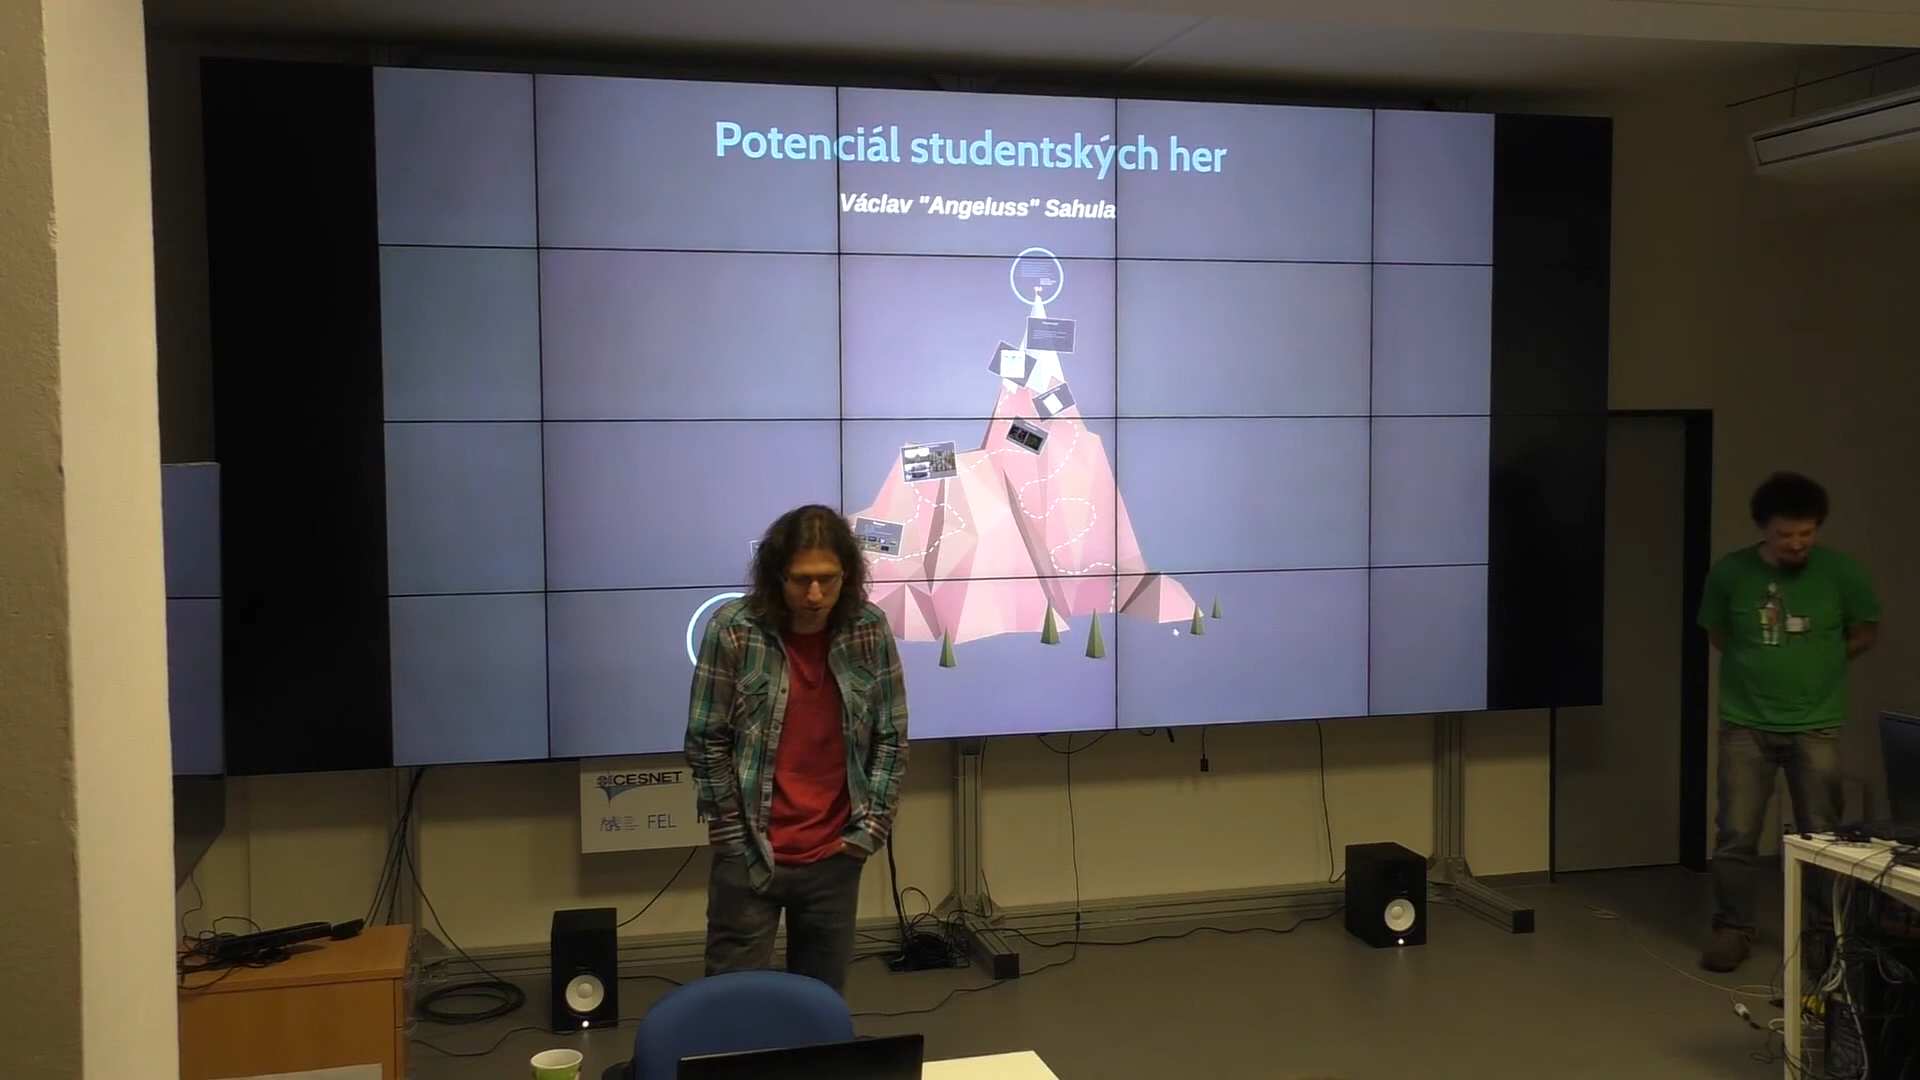 Potenciál studentských her
Václav "Angeluss" Sahula
CESNET
FEL